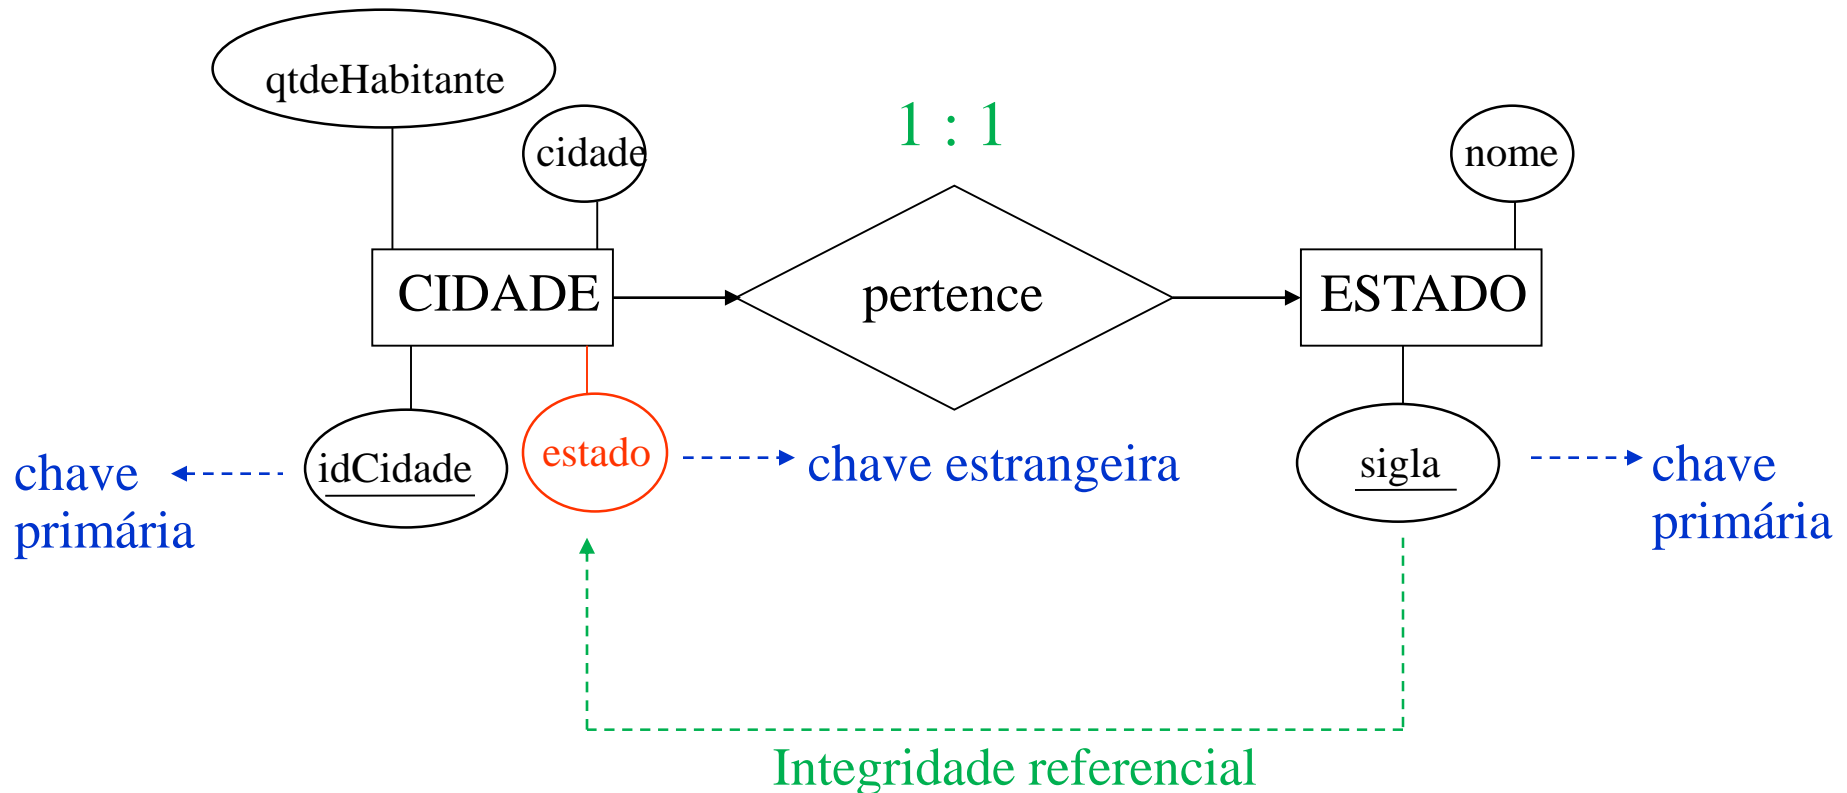 qtdeHabitante
cidade
1 : 1
nome
CIDADE
pertence
ESTADO
idCidade
estado
chave estrangeira
sigla
chave
primária
chave
primária
Integridade referencial